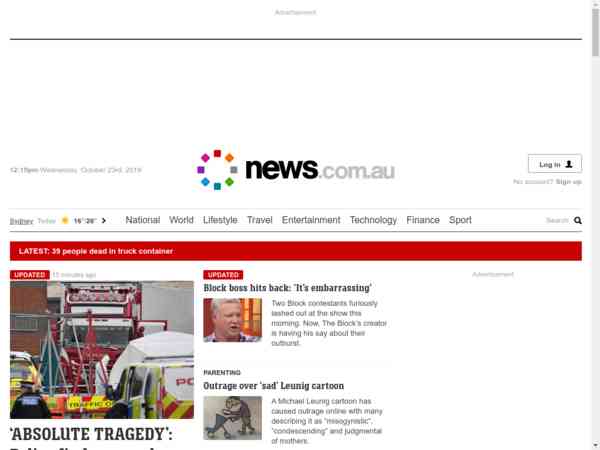 Advertisement
12:15pm Wednesday, October 23rd, 2019
news.com.au
Log in
No account? Sign up
Sydney Today 16°/26°
National World Lifestyle Travel Entertainment Technology Finance Sport
Search
LATEST: 39 people dead in truck container
UPDATED 15 minutes ago
TRAFFIC OF
PO
'ABSOLUTE TRAGEDY':
UPDATED
Block boss hits back: 'It's embarrassing'
Two Block contestants furiously
lashed out at the show this
morning. Now, The Block's creator
is having his say about their
outburst.
PARENTING
Outrage over 'sad' Leunig cartoon
A Michael Leunig cartoon has
caused outrage online with many
describing it as "misogynistic",
"condescending" and judgmental
of mothers.
Advertisement